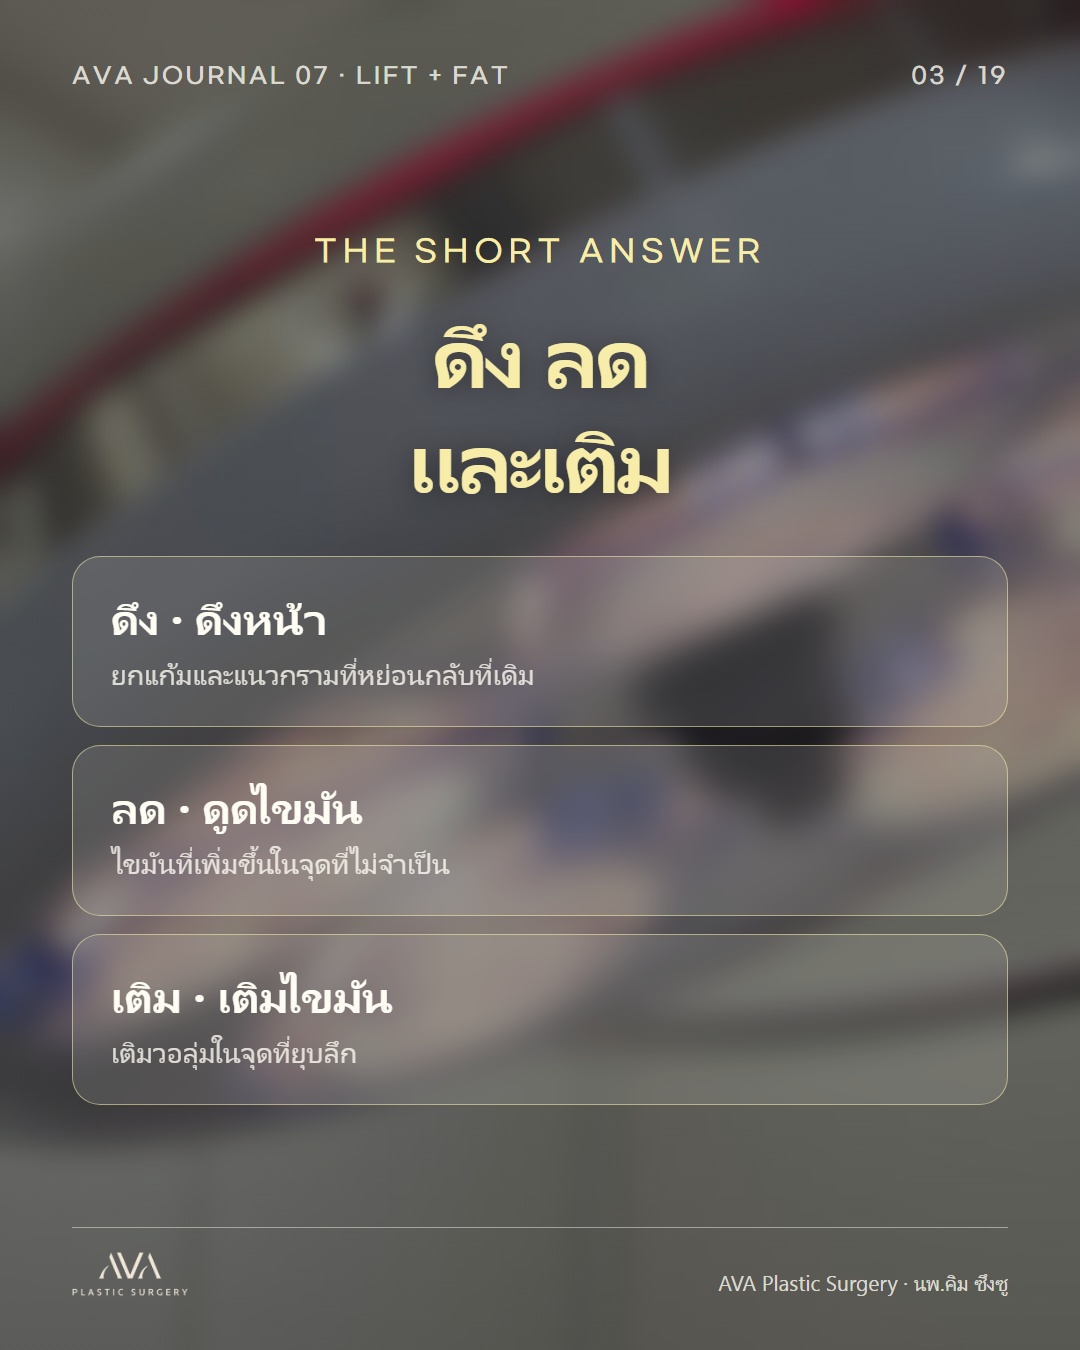 AVA JOURNAL 07 · LIFT + FAT
03 / 19
THE SHORT ANSWER
ดึง ลด
และเติม
ดึง · ดึงหน้า
ยกแก้มและแนวกรามที่หย่อนกลับที่เดิม
ลด · ดูดไขมัน
ไขมันที่เพิ่มขึ้นในจุดที่ไม่จำเป็น
เติม · เติมไขมัน
เติมวอลุ่มในจุดที่ยุบลึก
AVA
PLASTIC SURGERY
AVA Plastic Surgery · นพ.คิม ซึงซู